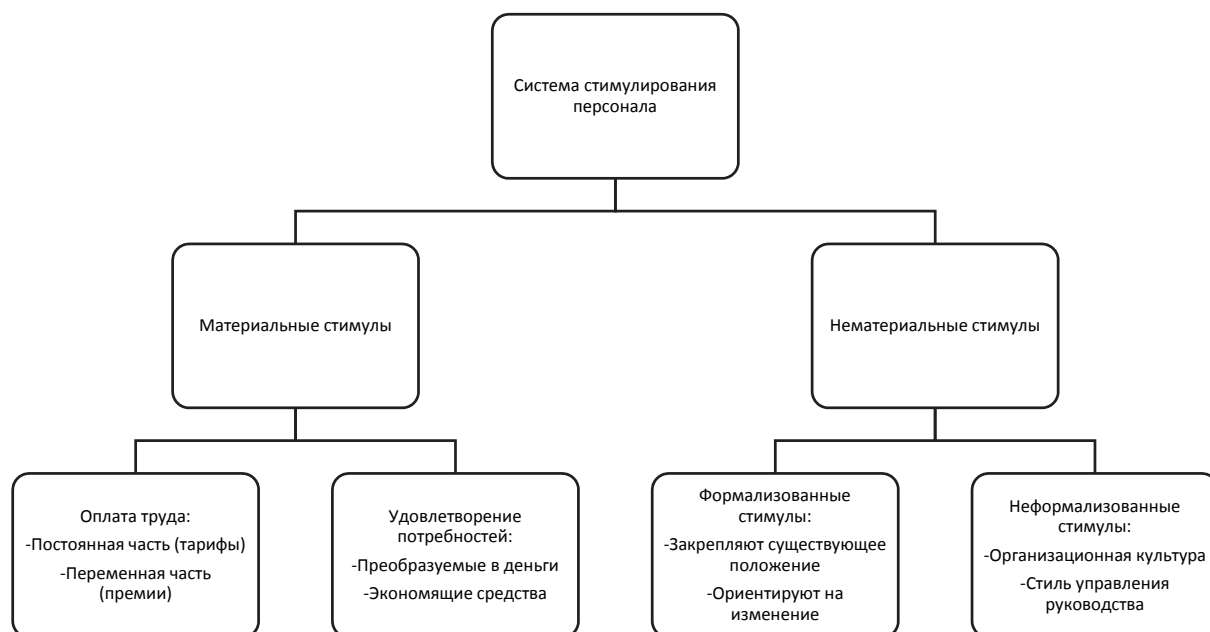 Система стимулирования
персонала
Материальные стимулы
Нематериальные стимулы
Оплата труда:
-Постоянная часть (тарифы)
-Переменная часть
(премии)
Удовлетворение
потребностей:
-Преобразуемые в деньги
-Экономящие средства
Формализованные
стимулы:
-Закрепляют существующее
положение
-Ориентируют на
изменение
Неформализованные
стимулы:
-Организационная культура
-Стиль управления
руководства